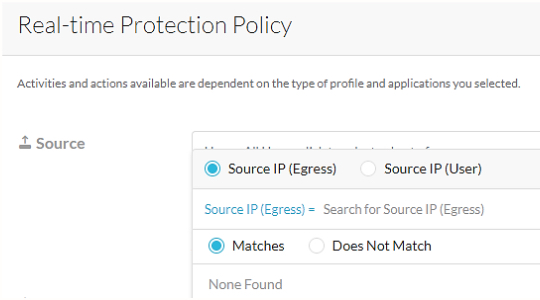 Real-time Protection Policy
Activities and actions available are dependent on the type of profile and applications you selected.
Source
Source IP (Egress) Source IP (User)
Source IP (Egress) = Search for Source IP (Egress)
Matches Does Not Match
None Found